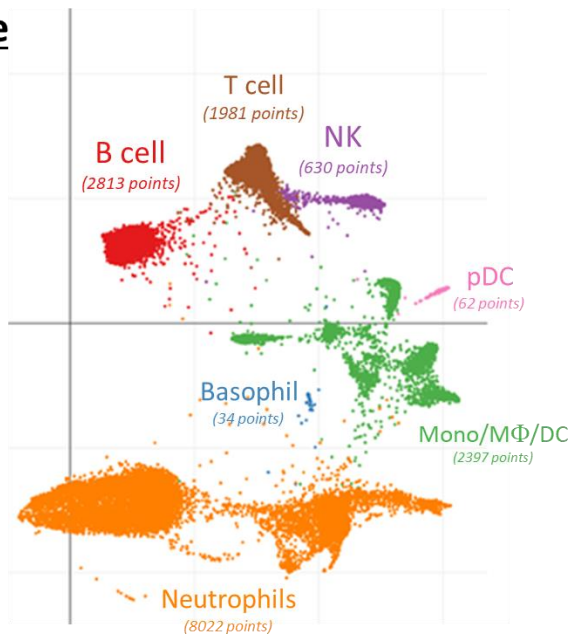 e
T cell
(1981 points)
NK
(630 points)
B cell
(2813 points)
pDC
(62 points)
Basophil
(34 points)
Mono/MΦ/DC
(2397 points)
Neutrophils
(8022 points)